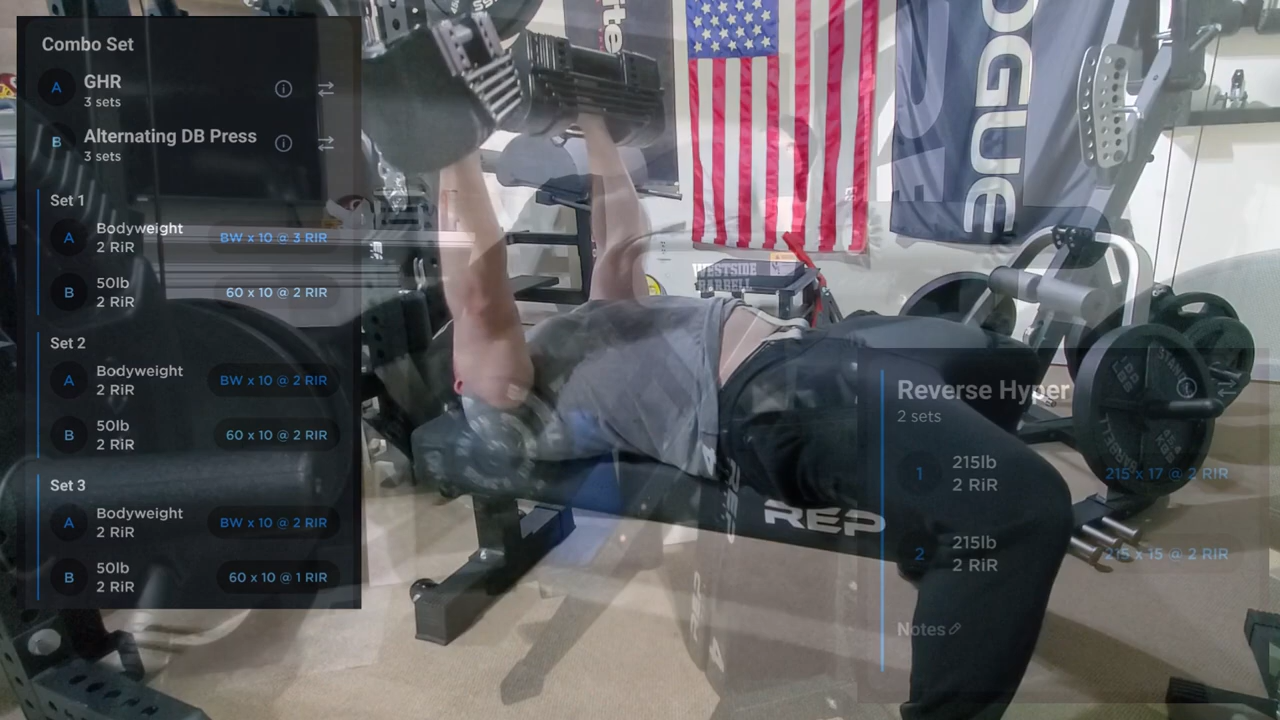 Combo Set
A
GHR
3 sets
B
Alternating DB Press
3 sets
Set 1
A
Bodyweight
2 RiR
BW x 10 @ 3 RIR
B
50lb
2 RiR
60 x 10 @ 2 RIR
Set 2
A
Bodyweight
2 RiR
BW x 10 @ 2 RIR
B
50lb
2 RiR
60 x 10 @ 2 RIR
Set 3
A
Bodyweight
2 RiR
BW x 10 @ 2 RIR
B
50lb
2 RiR
60 x 10 @ 1 RIR
ite
OGUE
WESTSIDE
BARBELL
REP
REP
Reverse Hyper
2 sets
1
215lb
2 RiR
215 x 17 @ 2 RIR
2
215lb
2 RiR
215 x 15 @ 2 RIR
Notes